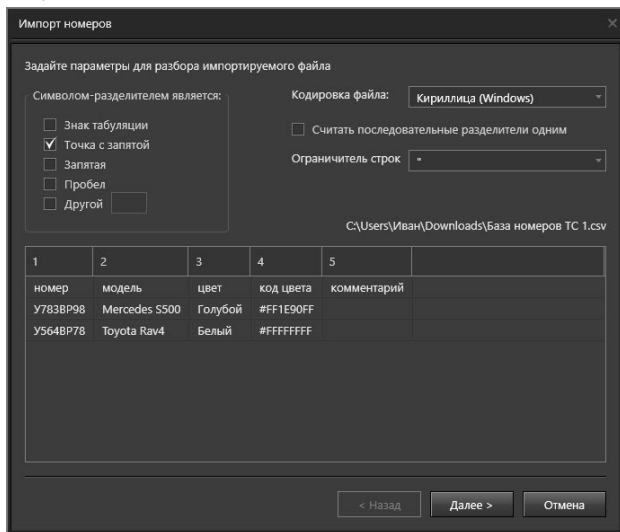 Импорт номеров
Задайте параметры для разбора импортируемого файла
Символом-разделителем является:
Знак табуляции
Точка с запятой
Запятая
Пробел
Другой
Кодировка файла: Кириллица (Windows)
Считать последовательные разделители одним
Ограничитель строк "
C:\Users\Иван\Downloads\База номеров ТС 1.csv
1 2 3 4 5
номер модель цвет код цвета комментарий
У783ВР98 Mercedes S500 Голубой #FF1E90FF
У564ВР78 Toyota Rav4 Белый #FFFFFFFF
< Назад Далее > Отмена